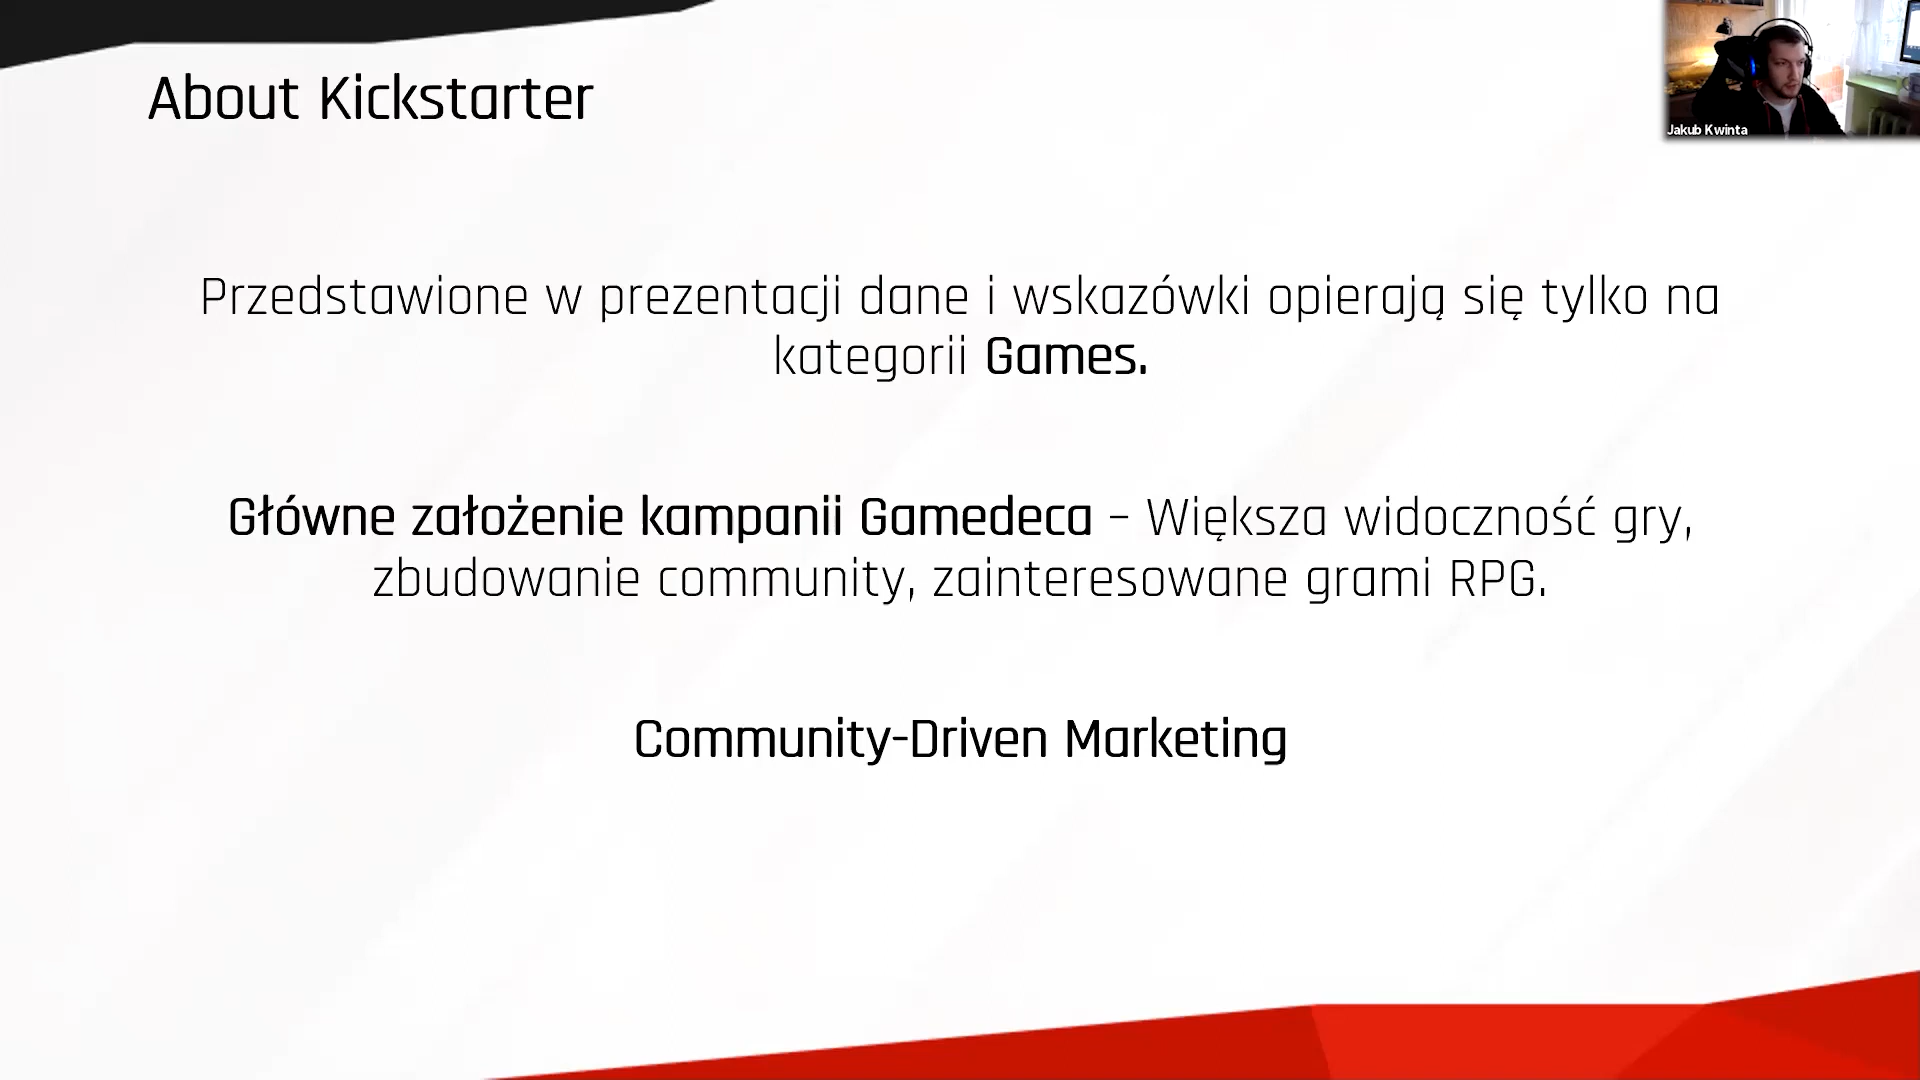 About Kickstarter
Jakub Kwinta
Przedstawione w prezentacji dane i wskazówki opierają się tylko na
kategorii Games.
Główne założenie kampanii Gamedeca – Większa widoczność gry,
zbudowanie community, zainteresowane grami RPG.
Community-Driven Marketing